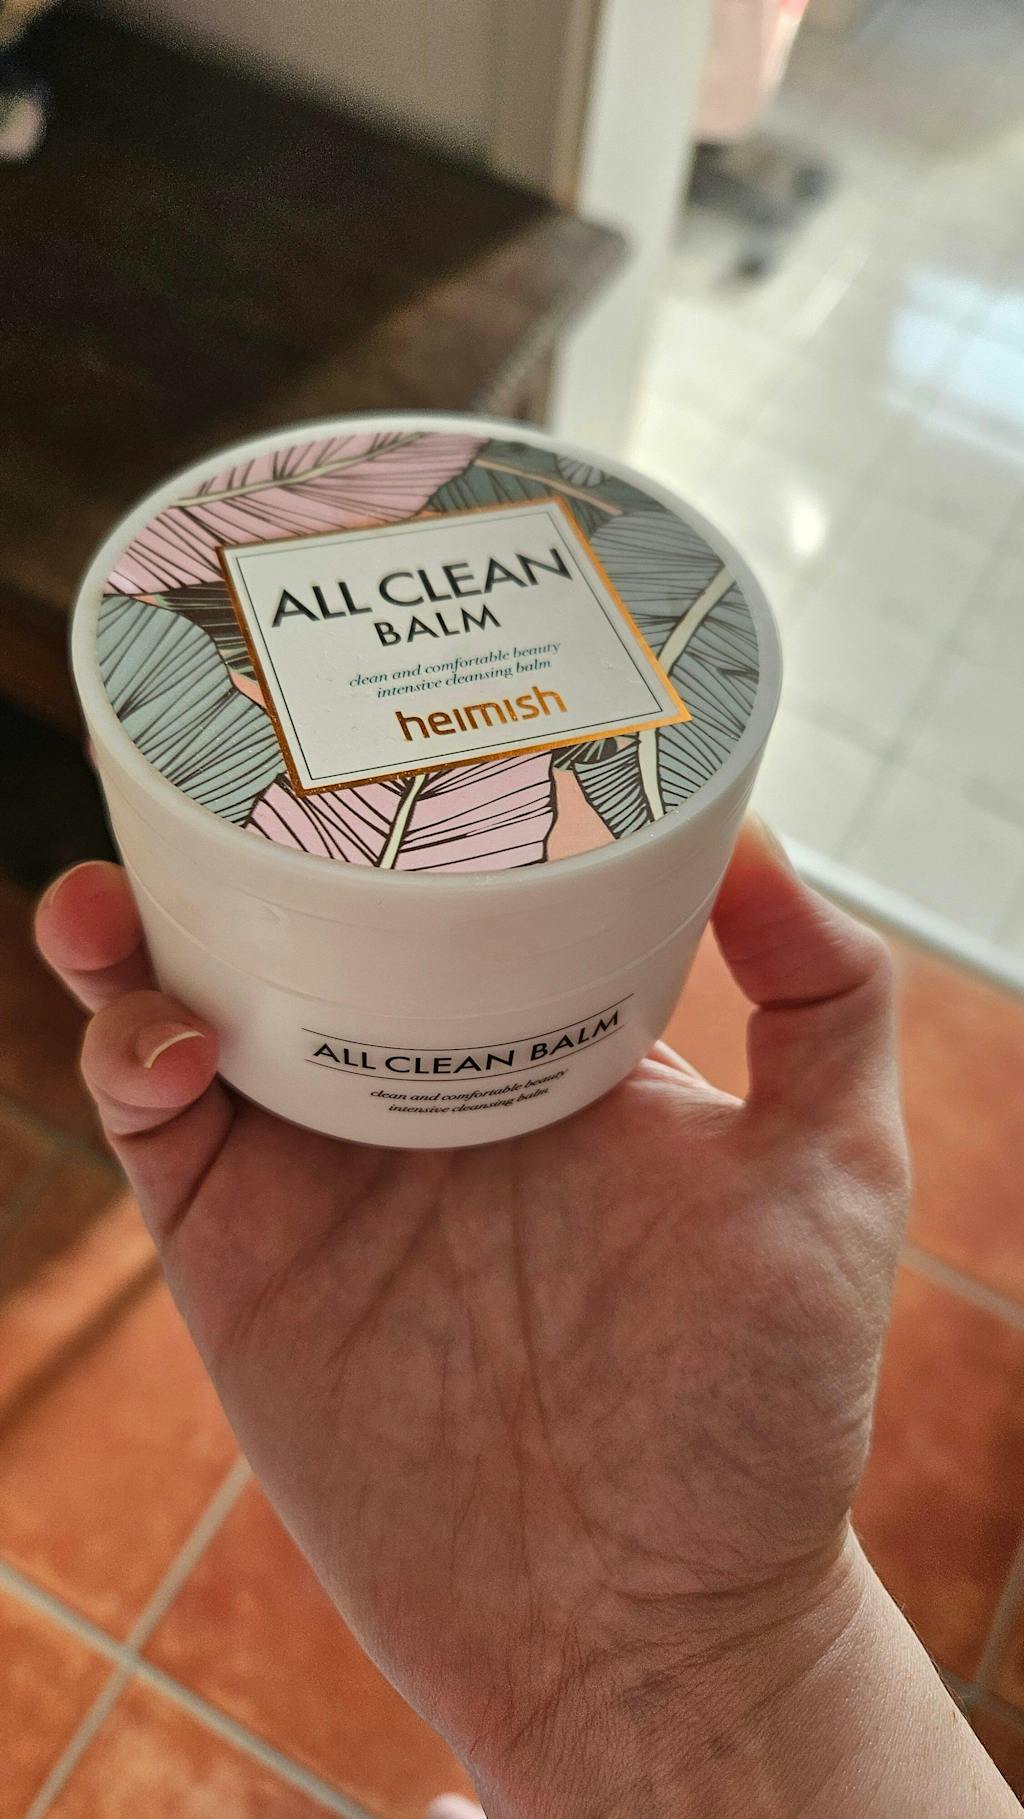 ALL CLEAN
BALM
clean and comfortable beauty
intensive cleansing balm
heimish
ALL CLEAN BALM
clean and comfortable beauty
intensive cleansing balm